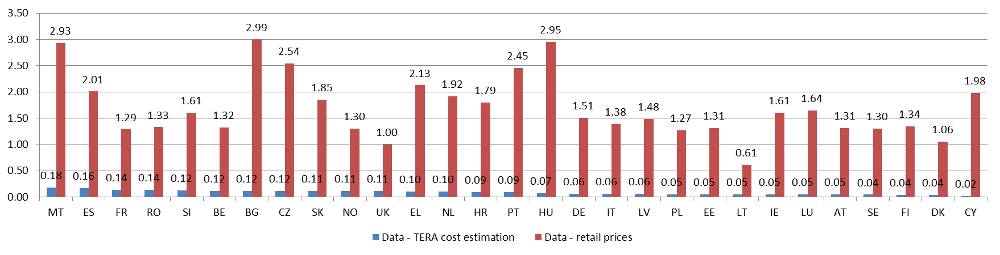 3.50
3.00
2.50
2.00
1.50
1.00
0.50
0.00
2.93 2.01 1.29 1.33 1.61 1.32 2.99 2.54 1.85 1.30 1.00 2.13 1.92 1.79 2.45 2.95 1.51 1.38 1.48 1.27 1.31 0.61 1.61 1.64 1.31 1.30 1.34 1.06 1.98
0.18 0.16 0.14 0.14 0.12 0.12 0.12 0.12 0.11 0.11 0.11 0.10 0.10 0.09 0.09 0.07 0.06 0.06 0.06 0.05 0.05 0.05 0.05 0.05 0.05 0.04 0.04 0.04 0.02
MT ES FR RO SI BE BG CZ SK NO UK EL NL HR PT HU DE IT LV PL EE LT IE LU AT SE FI DK CY
Data - TERA cost estimation Data - retail prices